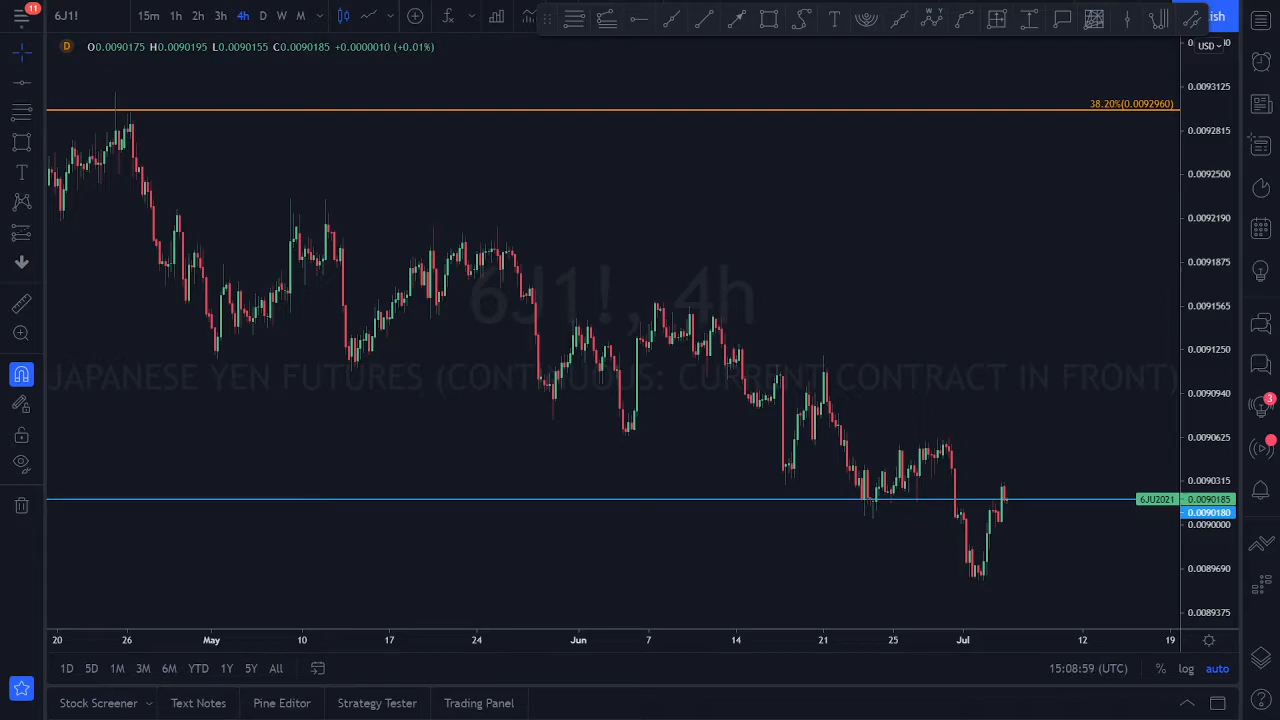 11
6J1!
15m 1h 2h 3h 4h D W M
USD
ish
D O0.0090175 H0.0090195 L0.0090155 C0.0090185 +0.0000010 (+0.01%)
0.0093125
38.20%(0.0092960)
0.0092815
0.0092500
0.0092190
0.0091875
6J1!, 4h
0.0091565
0.0091250
JAPANESE YEN FUTURES (CONTINUOUS: CURRENT CONTRACT IN FRONT)
0.0090940
3
0.0090625
0.0090315
6JU2021 0.0090185
0.0090180
0.0090000
0.0089690
0.0089375
20 26 May 10 17 24 Jun 7 14 21 25 Jul 12 19
1D 5D 1M 3M 6M YTD 1Y 5Y All
15:08:59 (UTC) % log auto
Stock Screener Text Notes Pine Editor Strategy Tester Trading Panel